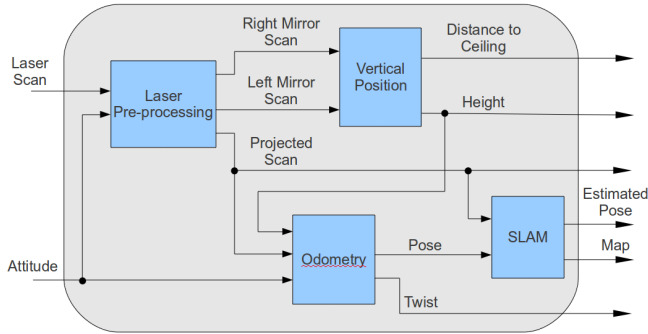 Right Mirror
Scan
Distance to
Ceiling
Laser
Scan
Laser
Pre-processing
Left Mirror
Scan
Vertical
Position
Height
Projected
Scan
Estimated
Pose
Attitude
Odometry
Pose
SLAM
Map
Twist